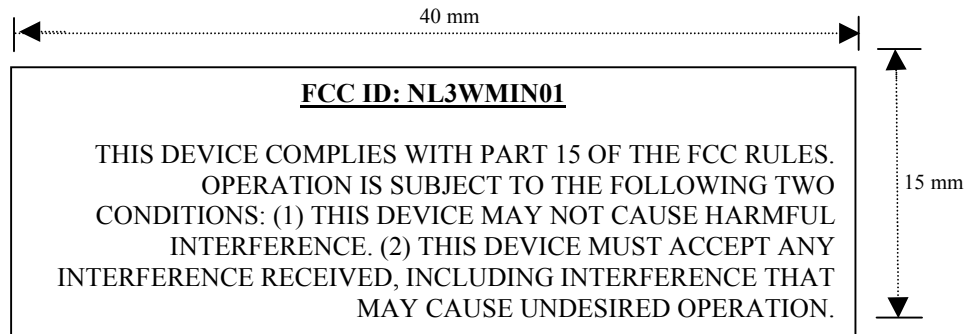 40 mm
FCC ID: NL3WMIN01
THIS DEVICE COMPLIES WITH PART 15 OF THE FCC RULES.
OPERATION IS SUBJECT TO THE FOLLOWING TWO
CONDITIONS: (1) THIS DEVICE MAY NOT CAUSE HARMFUL
INTERFERENCE. (2) THIS DEVICE MUST ACCEPT ANY
INTERFERENCE RECEIVED, INCLUDING INTERFERENCE THAT
MAY CAUSE UNDESIRED OPERATION.
15 mm